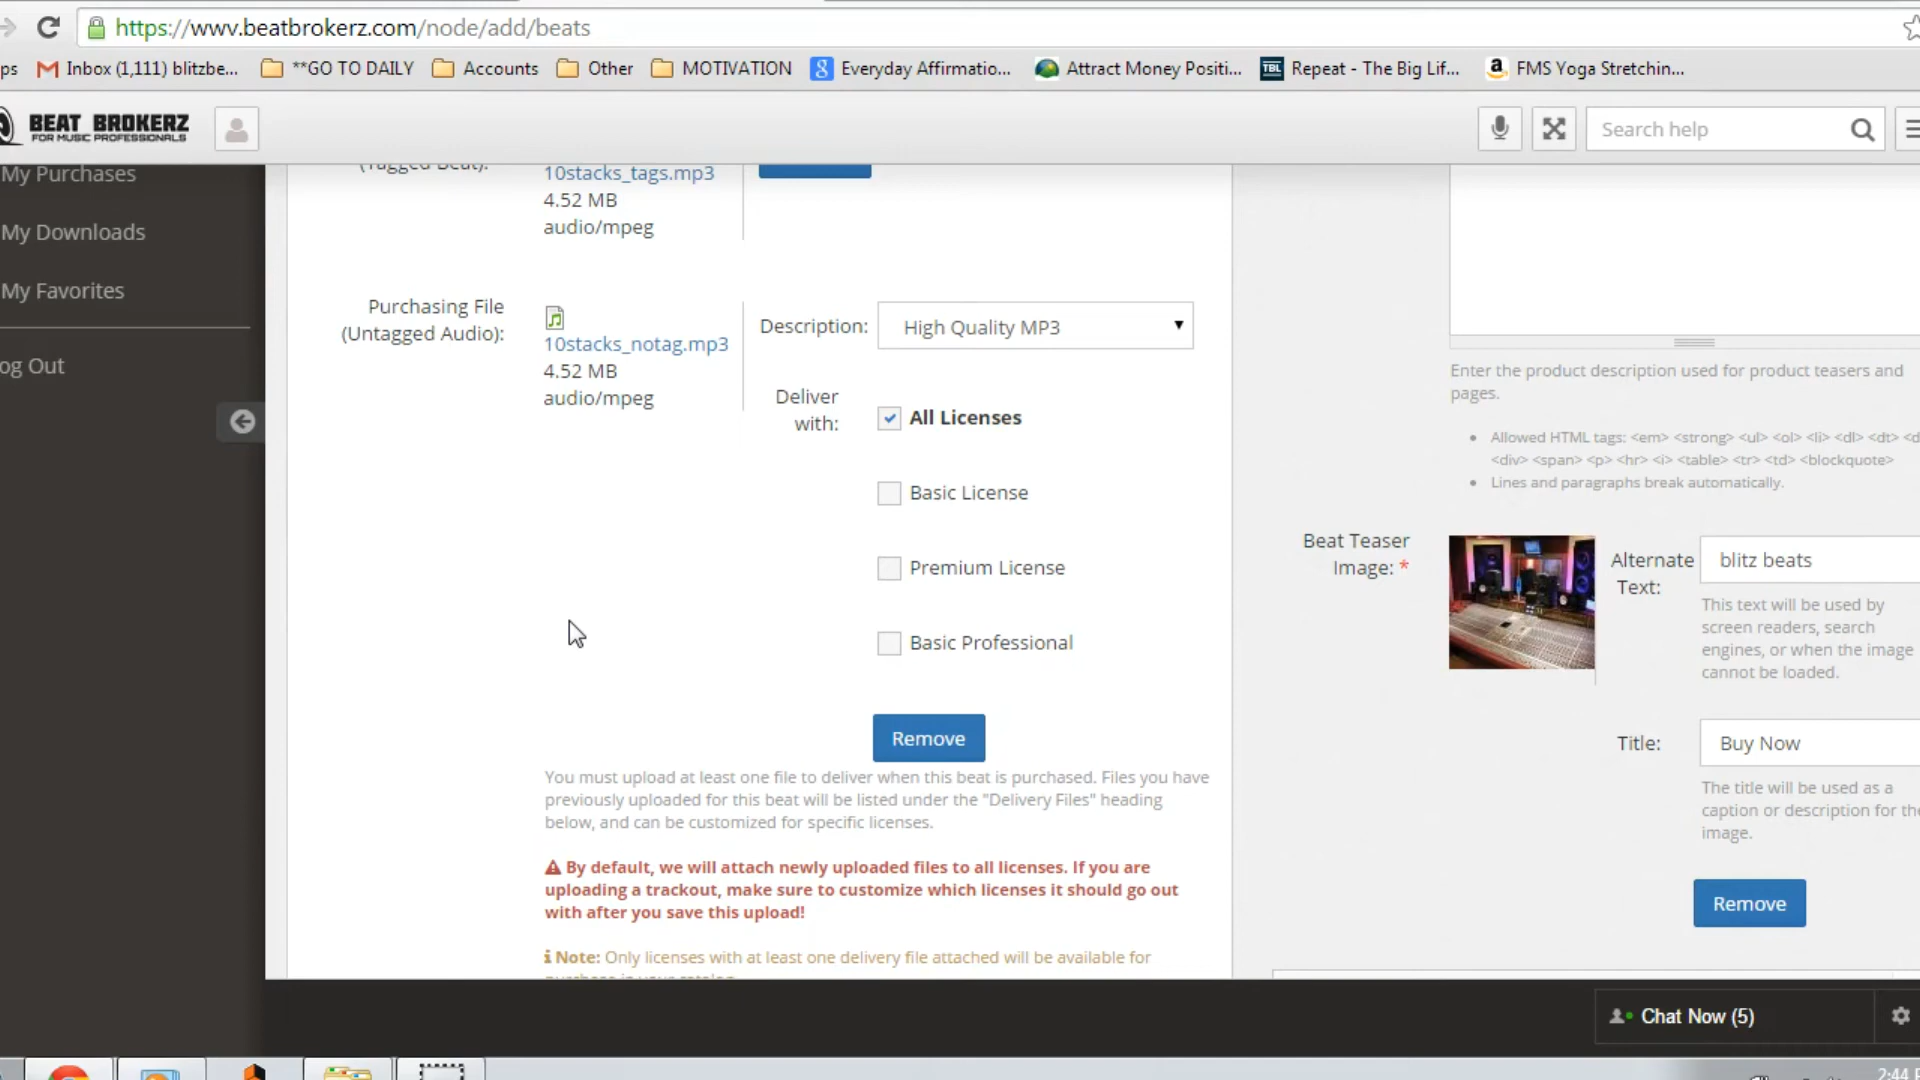 https://www.beatbrokerz.com/node/add/beats
ps
Inbox (1,111) blitzbe...
**GO TO DAILY
Accounts
Other
MOTIVATION
8
Everyday Affirmatio...
Attract Money Positi...
TBL
Repeat - The Big Lif...
a
FMS Yoga Stretchin...
BEAT BROKERZ
FOR MUSIC PROFESSIONALS
Search help
My Purchases
My Downloads
My Favorites
og Out
(Tagged Beat):
10stacks_tags.mp3
4.52 MB
audio/mpeg
Purchasing File
(Untagged Audio):
10stacks_notag.mp3
4.52 MB
audio/mpeg
Description:
High Quality MP3
Deliver
with:
All Licenses
Basic License
Premium License
Basic Professional
Remove
You must upload at least one file to deliver when this beat is purchased. Files you have
previously uploaded for this beat will be listed under the "Delivery Files" heading
below, and can be customized for specific licenses.
By default, we will attach newly uploaded files to all licenses. If you are
uploading a trackout, make sure to customize which licenses it should go out
with after you save this upload!
Note: Only licenses with at least one delivery file attached will be available for
Enter the product description used for product teasers and
pages.
• Allowed HTML tags: <em> <strong> <ul> <ol> <li> <dl> <dt> <d
<div> <span> <p> <hr> <i> <table> <tr> <td> <blockquote>
• Lines and paragraphs break automatically.
Beat Teaser
Image: *
Alternate
Text:
blitz beats
This text will be used by
screen readers, search
engines, or when the image
cannot be loaded.
Title:
Buy Now
The title will be used as a
caption or description for the
image.
Remove
Chat Now (5)
2:44 P